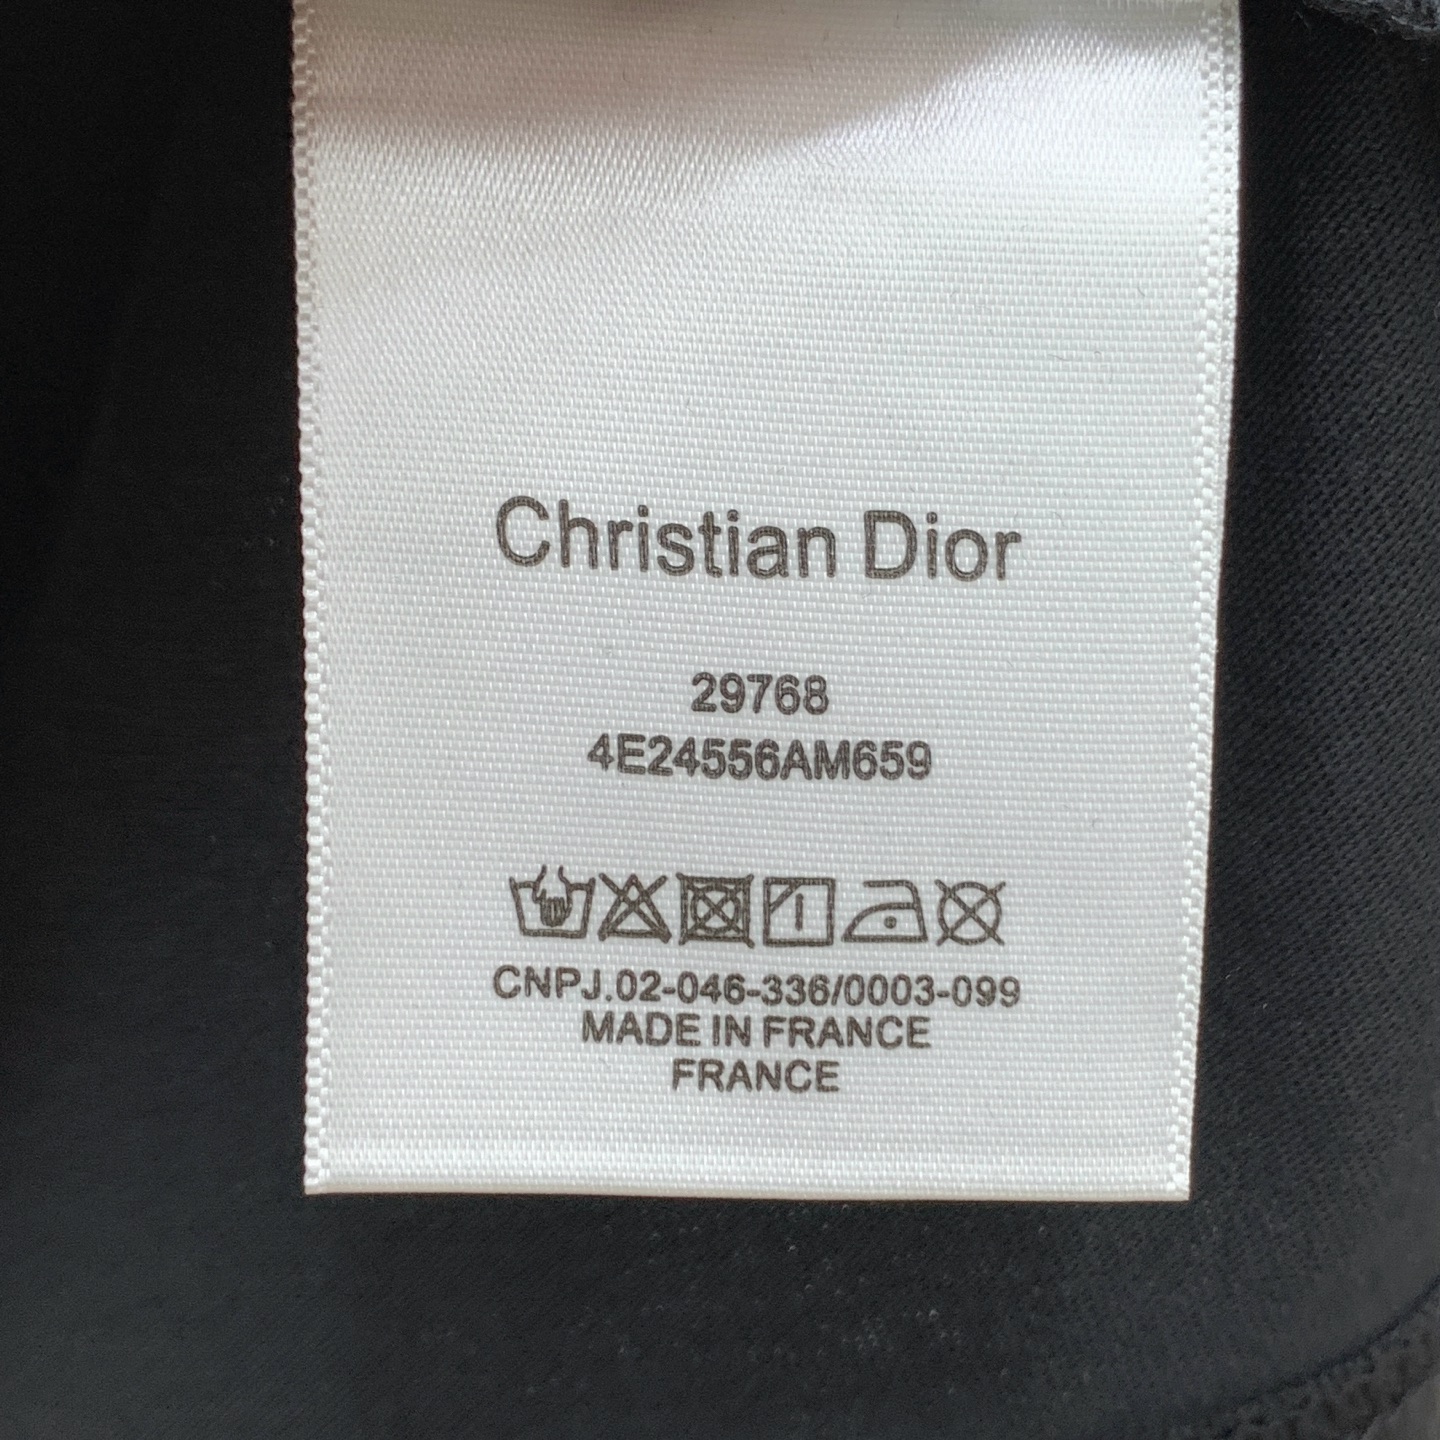 Christian Dior
29768
4E24556AM659
CNPJ.02-046-336/0003-099
MADE IN FRANCE
FRANCE